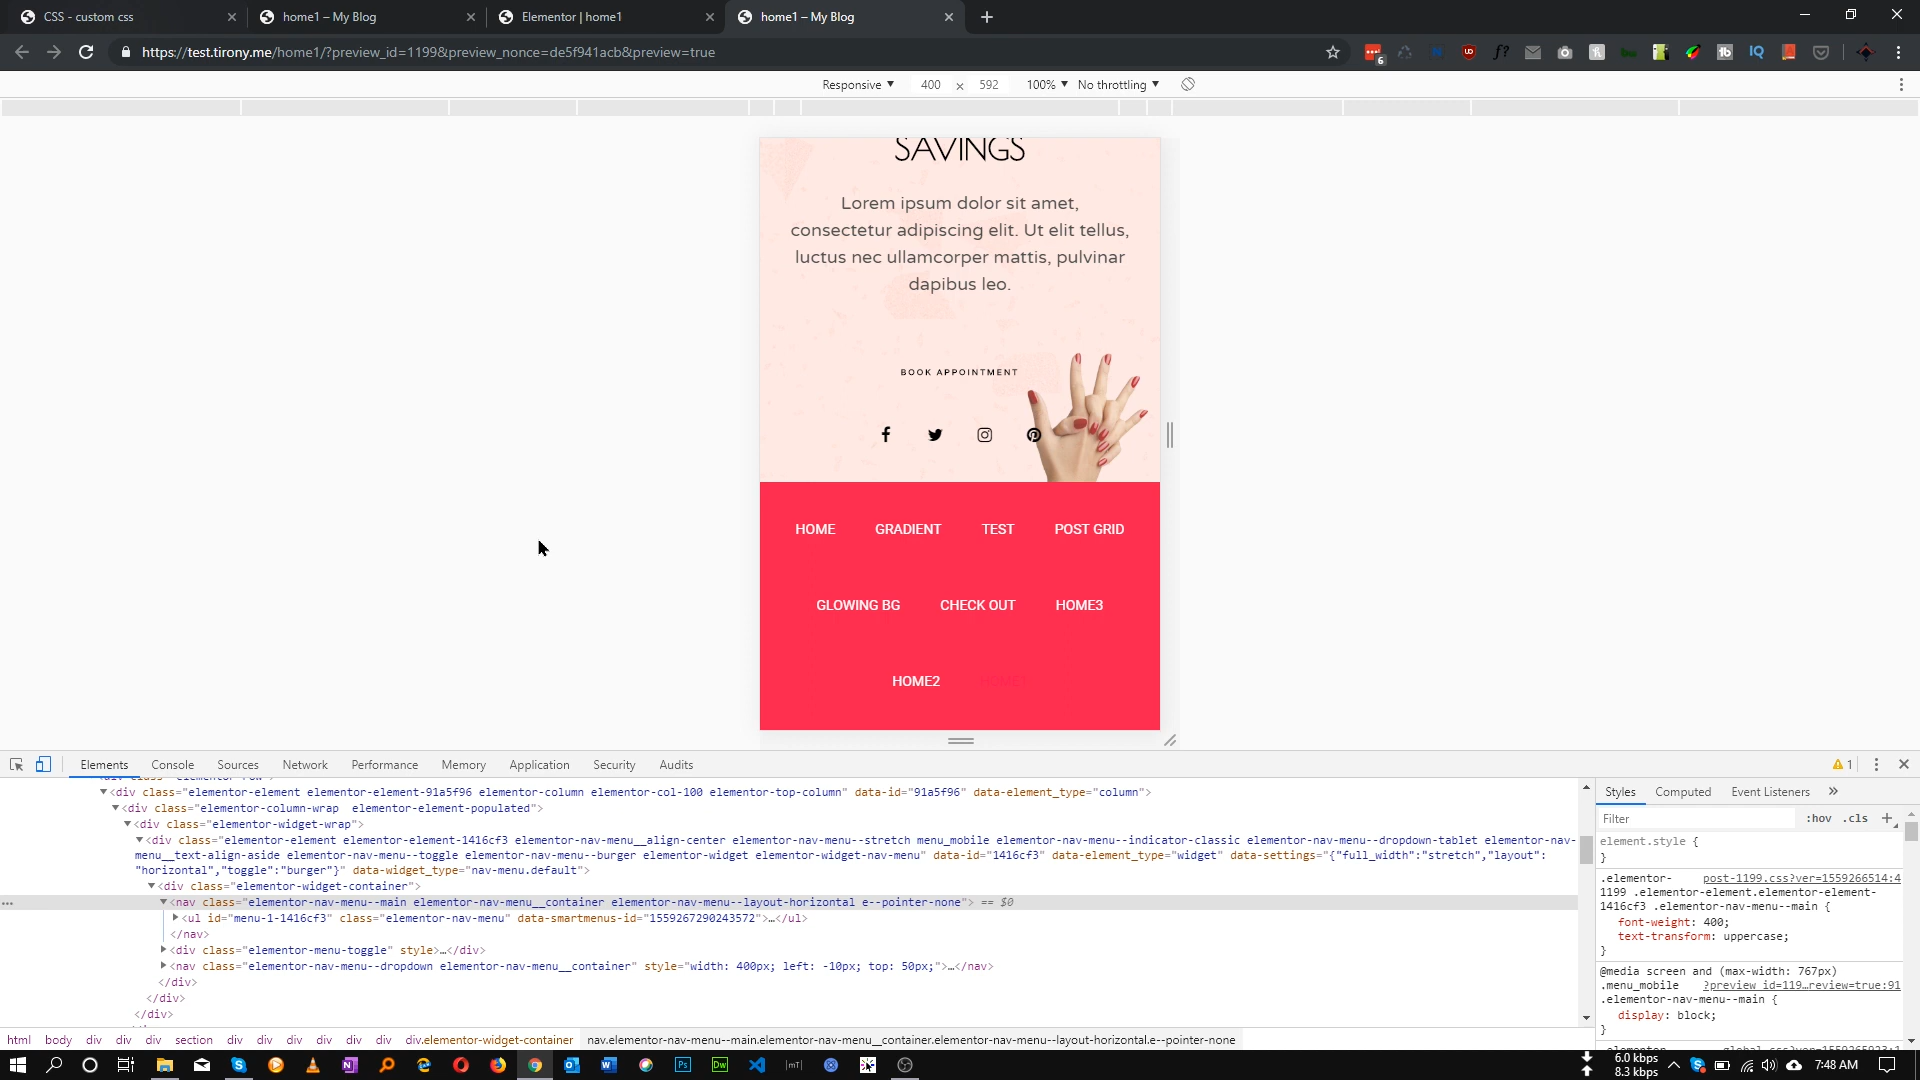 CSS - custom css
home1 – My Blog
Elementor | home1
home1 – My Blog
https://test.tirony.me/home1/?preview_id=1199&preview_nonce=de5f941acb&preview=true
6
Responsive
400 x 592
100%
No throttling
SAVINGS
Lorem ipsum dolor sit amet,
consectetur adipiscing elit. Ut elit tellus,
luctus nec ullamcorper mattis, pulvinar
dapibus leo.
BOOK APPOINTMENT
HOME GRADIENT TEST POST GRID
GLOWING BG CHECK OUT HOME3
HOME2 HOME1
Elements Console Sources Network Performance Memory Application Security Audits
1
<div class="elementor-element elementor-element-91a5f96 elementor-column elementor-col-100 elementor-top-column" data-id="91a5f96" data-element_type="column">
<div class="elementor-column-wrap  elementor-element-populated">
<div class="elementor-widget-wrap">
<div class="elementor-element elementor-element-1416cf3 elementor-nav-menu__align-center elementor-nav-menu--stretch menu_mobile elementor-nav-menu--indicator-classic elementor-nav-menu--dropdown-tablet elementor-nav-
menu__text-align-aside elementor-nav-menu--toggle elementor-nav-menu--burger elementor-widget elementor-widget-nav-menu" data-id="1416cf3" data-element_type="widget" data-settings="{"full_width":"stretch","layout":
"horizontal","toggle":"burger"}" data-widget_type="nav-menu.default">
<div class="elementor-widget-container">
<nav class="elementor-nav-menu--main elementor-nav-menu__container elementor-nav-menu--layout-horizontal e--pointer-none"> == $0
<ul id="menu-1-1416cf3" class="elementor-nav-menu" data-smartmenus-id="1559267290243572">…</ul>
</nav>
<div class="elementor-menu-toggle" style>…</div>
<nav class="elementor-nav-menu--dropdown elementor-nav-menu__container" style="width: 400px; left: -10px; top: 50px;">…</nav>
</div>
</div>
</div>
html body div div div section div div div div div div div.elementor-widget-container nav.elementor-nav-menu--main.elementor-nav-menu__container.elementor-nav-menu--layout-horizontal.e--pointer-none
Styles Computed Event Listeners »
Filter :hov .cls +
element.style {
}
.elementor- post-1199.css?ver=1559266514:4
1199 .elementor-element.elementor-element-
1416cf3 .elementor-nav-menu--main {
font-weight: 400;
text-transform: uppercase;
}
@media screen and (max-width: 767px)
.menu_mobile ?preview id=119…review=true:91
.elementor-nav-menu--main {
display: block;
}
6.0 kbps
8.3 kbps
7:48 AM